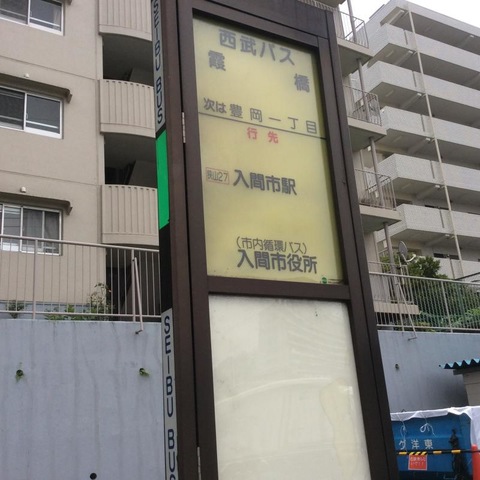 SEIBU BUS
西武バス
霞橋
次は豊岡一丁目
行先
入間市駅
(市内循環バス)
入間市役所
SEIBU BUS